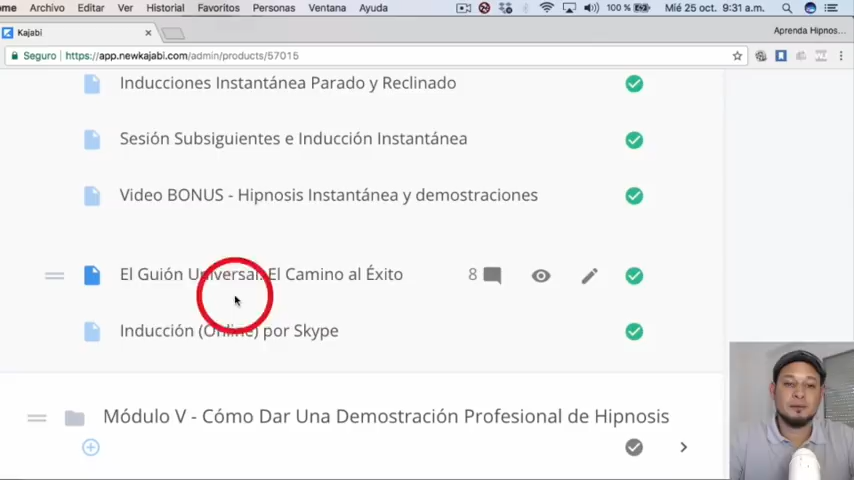 ome Archivo Editar Ver Historial Favoritos Personas Ventana Ayuda 100 % Mié 25 oct. 9:31 a.m.
Kajabi Aprenda Hipnos...
Seguro https://app.newkajabi.com/admin/products/57015
Inducciones Instantánea Parado y Reclinado
Sesión Subsiguientes e Inducción Instantánea
Video BONUS - Hipnosis Instantánea y demostraciones
El Guión Universal: El Camino al Éxito 8
Inducción (Online) por Skype
Módulo V - Cómo Dar Una Demostración Profesional de Hipnosis